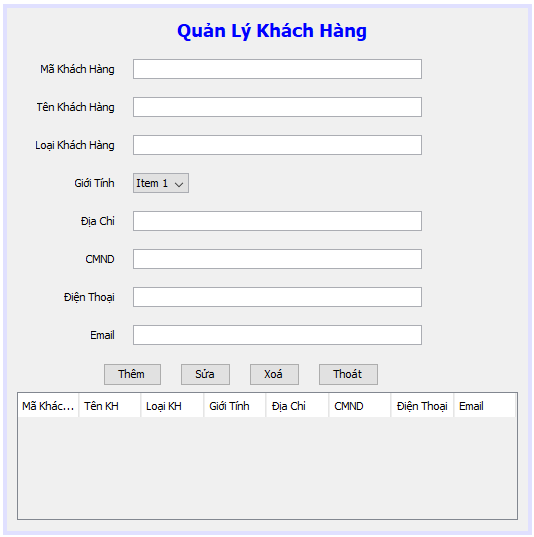 Quản Lý Khách Hàng
Mã Khách Hàng
Tên Khách Hàng
Loại Khách Hàng
Giới Tính Item 1
Địa Chỉ
CMND
Điện Thoại
Email
Thêm Sửa Xoá Thoát
Mã Khác... Tên KH Loại KH Giới Tính Địa Chỉ CMND Điện Thoại Email